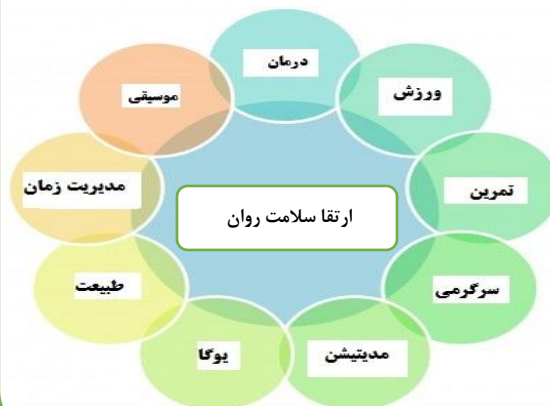 درمان
ورزش
تمرین
سرگرمی
مدیتیشن
یوگا
طبیعت
مدیریت زمان
موسیقی
ارتقا سلامت روان